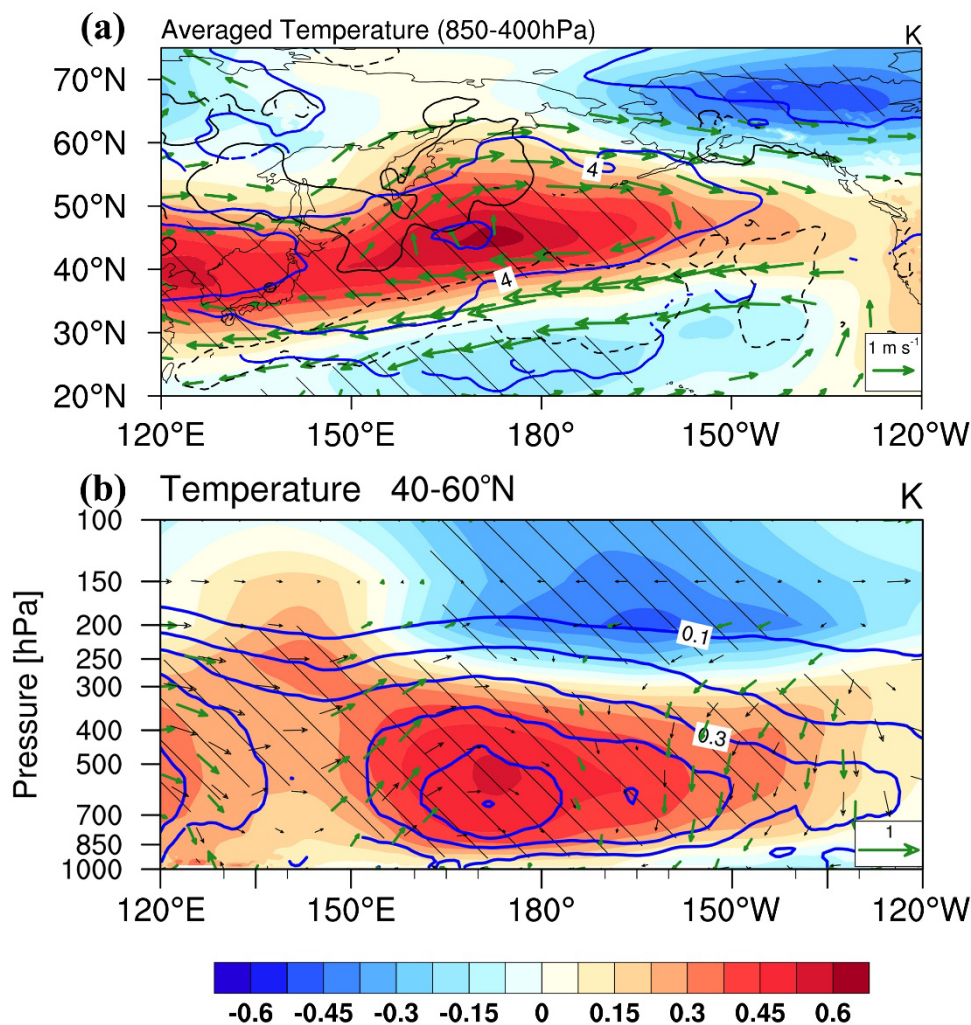 (a) Averaged Temperature (850-400hPa) K
70°N
60°N
50°N
40°N
30°N
20°N
4
4
1 m s⁻¹
120°E 150°E 180° 150°W 120°W
(b) Temperature 40-60°N K
Pressure [hPa]
100
150
200
250
300
400
500
700
850
1000
0.1
0.3
1
120°E 150°E 180° 150°W 120°W
-0.6 -0.45 -0.3 -0.15 0 0.15 0.3 0.45 0.6